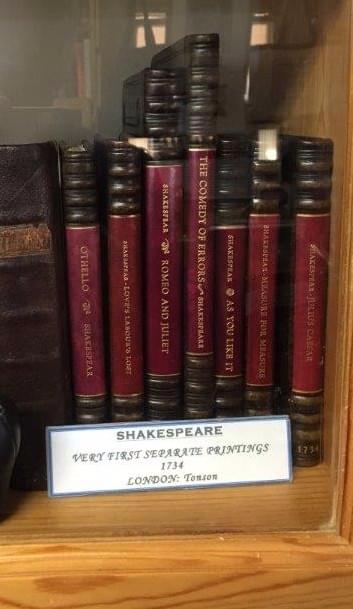 OTHELLO SHAKESPEAR
SHAKESPEAR-LOVE'S LABOUR'S LOST
SHAKESPEAR ROMEO AND JULIET
THE COMEDY OF ERRORS SHAKESPEARE
SHAKESPEAR AS YOU LIKE IT
SHAKESPEAR-MEASURE FOR MEASURE
SHAKESPEAR-JULIUS CAESAR
1734
SHAKESPEARE
VERY FIRST SEPARATE PRINTINGS
1734
LONDON: Tonson